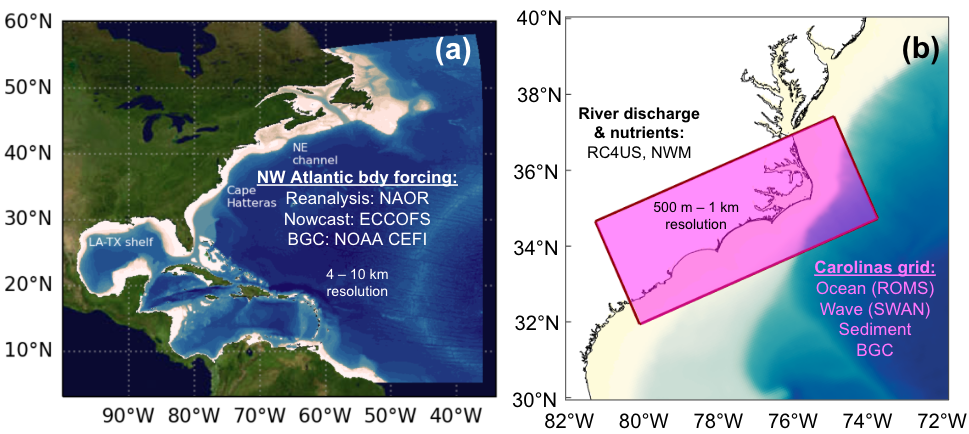 60°N
50°N
40°N
30°N
20°N
10°N
90°W 80°W 70°W 60°W 50°W 40°W
(a)
NE
channel
NW Atlantic bdy forcing:
Cape
Hatteras
Reanalysis: NAOR
Nowcast: ECCOFS
BGC: NOAA CEFI
LA-TX shelf
4 – 10 km
resolution
40°N
38°N
36°N
34°N
32°N
30°N
82°W 80°W 78°W 76°W 74°W 72°W
(b)
River discharge
& nutrients:
RC4US, NWM
500 m – 1 km
resolution
Carolinas grid:
Ocean (ROMS)
Wave (SWAN)
Sediment
BGC